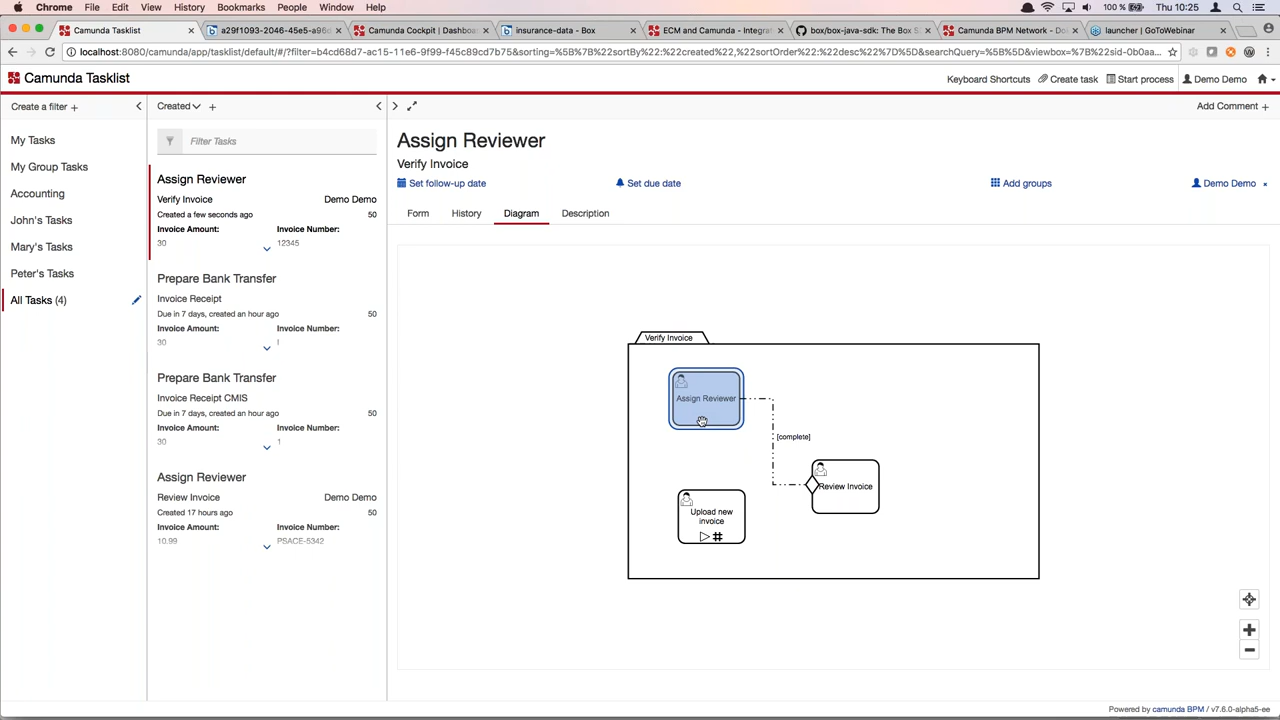 Chrome File Edit View History Bookmarks People Window Help 100 % Thu 10:25
Camunda Tasklist a29f1093-2046-45e5-a96d Camunda Cockpit | Dashboa insurance-data - Box ECM and Camunda - Integrat box/box-java-sdk: The Box S Camunda BPM Network - Do launcher | GoToWebinar
localhost:8080/camunda/app/tasklist/default/#/?filter=b4cd68d7-ac15-11e6-9f99-f45c89cd7b75&sorting=%5B%7B%22sortBy%22:%22created%22,%22sortOrder%22:%22desc%22%7D%5D&searchQuery=%5B%5D&viewbox=%7B%22sid-0b0aa...
Camunda Tasklist Keyboard Shortcuts Create task Start process Demo Demo
Create a filter + Created + Add Comment +
My Tasks
My Group Tasks
Accounting
John's Tasks
Mary's Tasks
Peter's Tasks
All Tasks (4)
Filter Tasks
Assign Reviewer
Verify Invoice Demo Demo
Created a few seconds ago 50
Invoice Amount: Invoice Number:
30 12345
Prepare Bank Transfer
Invoice Receipt
Due in 7 days, created an hour ago 50
Invoice Amount: Invoice Number:
30
Prepare Bank Transfer
Invoice Receipt CMIS
Due in 7 days, created an hour ago 50
Invoice Amount: Invoice Number:
30 1
Assign Reviewer
Review Invoice Demo Demo
Created 17 hours ago 50
Invoice Amount: Invoice Number:
10.99 PSACE-5342
Assign Reviewer
Verify Invoice
Set follow-up date Set due date Add groups Demo Demo ×
Form History Diagram Description
Verify Invoice
Assign Reviewer
[complete]
Review Invoice
Upload new
invoice
Powered by camunda BPM / v7.6.0-alpha5-ee